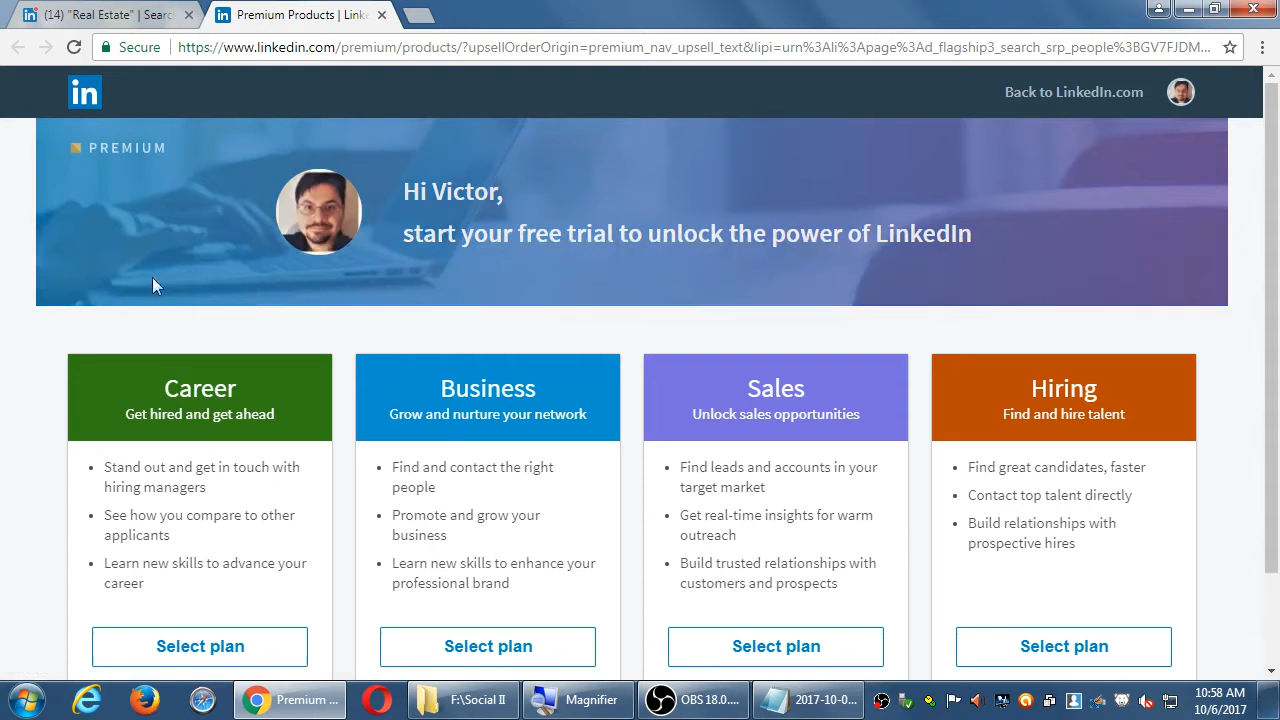 (14) "Real Estate" | Searc
Premium Products | Linke
Secure
https://www.linkedin.com/premium/products/?upsellOrderOrigin=premium_nav_upsell_text&lipi=urn%3Ali%3Apage%3Ad_flagship3_search_srp_people%3BGV7FJDM...
in
Back to LinkedIn.com
PREMIUM
Hi Victor,
start your free trial to unlock the power of LinkedIn
Career
Get hired and get ahead
Stand out and get in touch with
hiring managers
See how you compare to other
applicants
Learn new skills to advance your
career
Select plan
Business
Grow and nurture your network
Find and contact the right
people
Promote and grow your
business
Learn new skills to enhance your
professional brand
Select plan
Sales
Unlock sales opportunities
Find leads and accounts in your
target market
Get real-time insights for warm
outreach
Build trusted relationships with
customers and prospects
Select plan
Hiring
Find and hire talent
Find great candidates, faster
Contact top talent directly
Build relationships with
prospective hires
Select plan
Premium ...
F:\Social II
Magnifier
OBS 18.0....
2017-10-0...
10:58 AM
10/6/2017